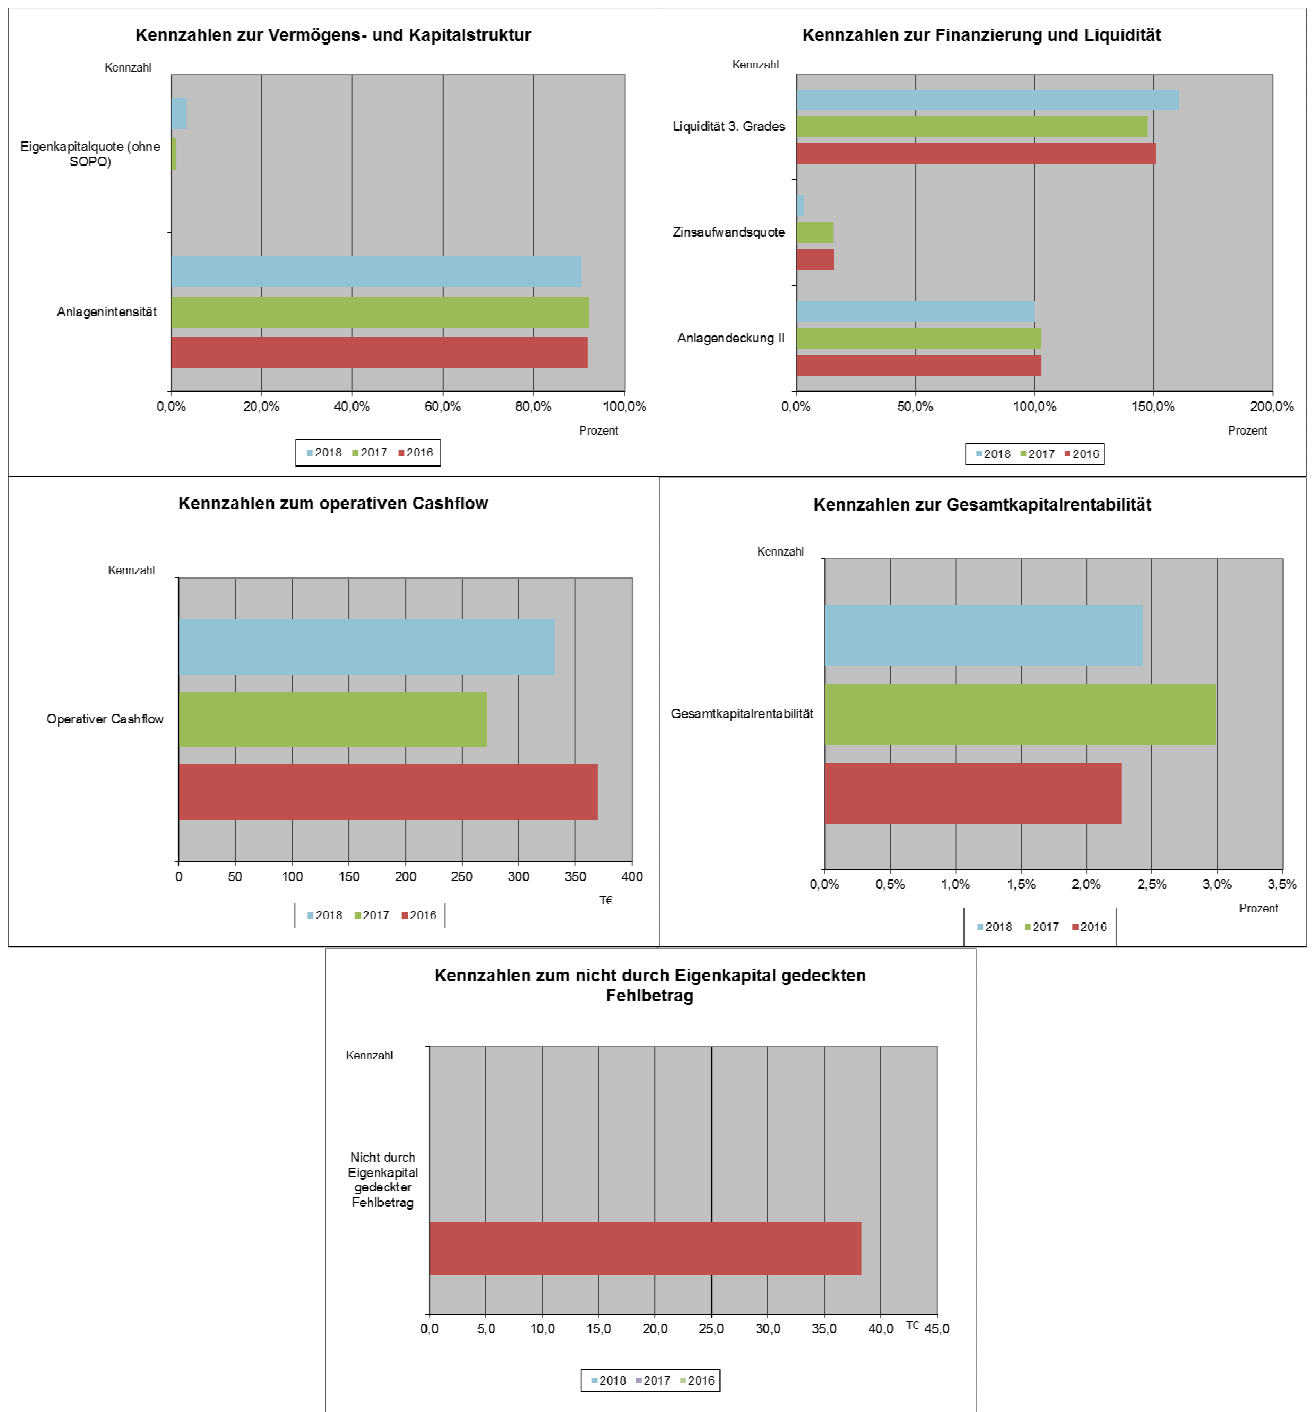 Kennzahlen zur Vermögens- und Kapitalstruktur
Kennzahl
Eigenkapitalquote (ohne
SOPO)
Anlagenintensität
0,0% 20,0% 40,0% 60,0% 80,0% 100,0%
Prozent
2018 2017 2016
Kennzahlen zur Finanzierung und Liquidität
Kennzahl
Liquidität 3. Grades
Zinsaufwandsquote
Anlagendeckung II
0,0% 50,0% 100,0% 150,0% 200,0%
Prozent
2018 2017 2016
Kennzahlen zum operativen Cashflow
Kennzahl
Operativer Cashflow
0 50 100 150 200 250 300 350 400
T€
2018 2017 2016
Kennzahlen zur Gesamtkapitalrentabilität
Kennzahl
Gesamtkapitalrentabilität
0,0% 0,5% 1,0% 1,5% 2,0% 2,5% 3,0% 3,5%
Prozent
2018 2017 2016
Kennzahlen zum nicht durch Eigenkapital gedeckten
Fehlbetrag
Kennzahl
Nicht durch
Eigenkapital
gedeckter
Fehlbetrag
0,0 5,0 10,0 15,0 20,0 25,0 30,0 35,0 40,0 45,0
2018 2017 2016